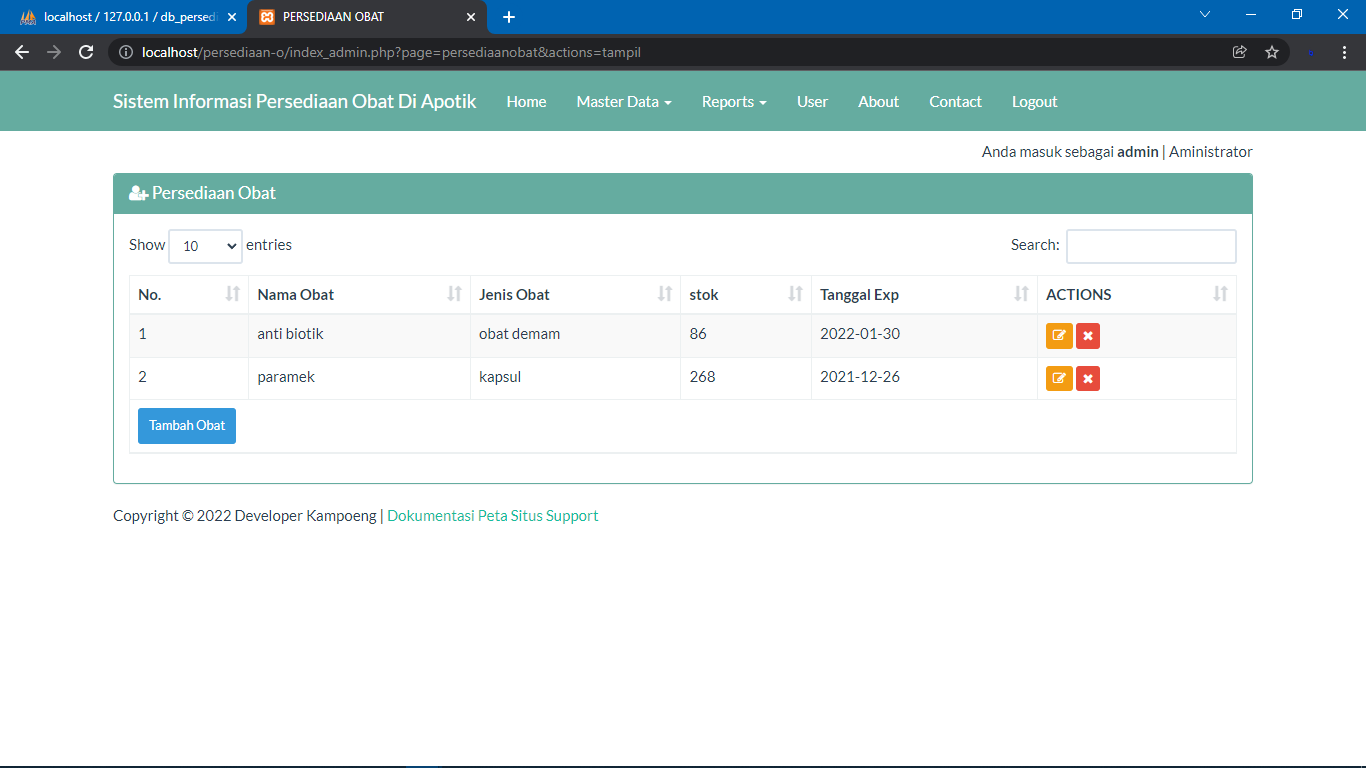 localhost / 127.0.0.1 / db_persedi
PERSEDIAAN OBAT
localhost/persediaan-o/index_admin.php?page=persediaanobat&actions=tampil
Sistem Informasi Persediaan Obat Di Apotik Home Master Data Reports User About Contact Logout
Anda masuk sebagai admin | Aministrator
Persediaan Obat
Show 10 entries Search:
No. Nama Obat Jenis Obat stok Tanggal Exp ACTIONS
1 anti biotik obat demam 86 2022-01-30
2 paramek kapsul 268 2021-12-26
Tambah Obat
Copyright © 2022 Developer Kampoeng | Dokumentasi Peta Situs Support